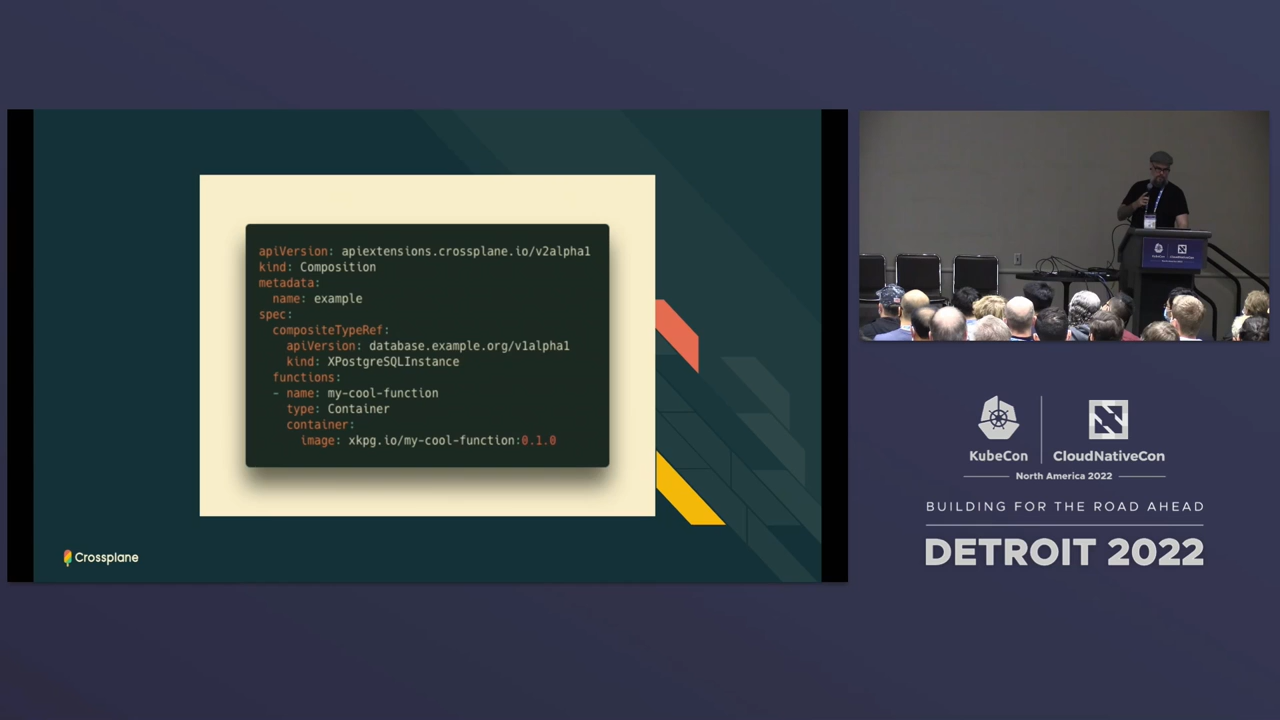 apiVersion: apiextensions.crossplane.io/v2alpha1
kind: Composition
metadata:
  name: example
spec:
  compositeTypeRef:
    apiVersion: database.example.org/v1alpha1
    kind: XPostgreSQLInstance
  functions:
  - name: my-cool-function
    type: Container
    container:
      image: xkpg.io/my-cool-function:0.1.0
Crossplane
KubeCon
CloudNativeCon
North America 2022
BUILDING FOR THE ROAD AHEAD
DETROIT 2022